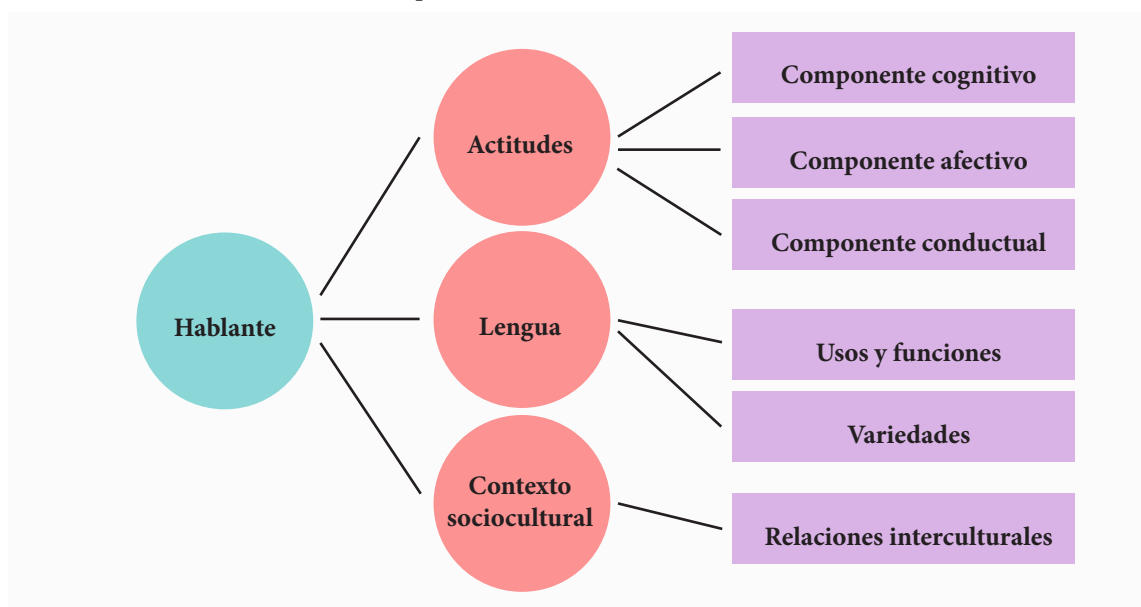 Hablante
Actitudes
Componente cognitivo
Componente afectivo
Componente conductual
Lengua
Usos y funciones
Variedades
Contexto
sociocultural
Relaciones interculturales